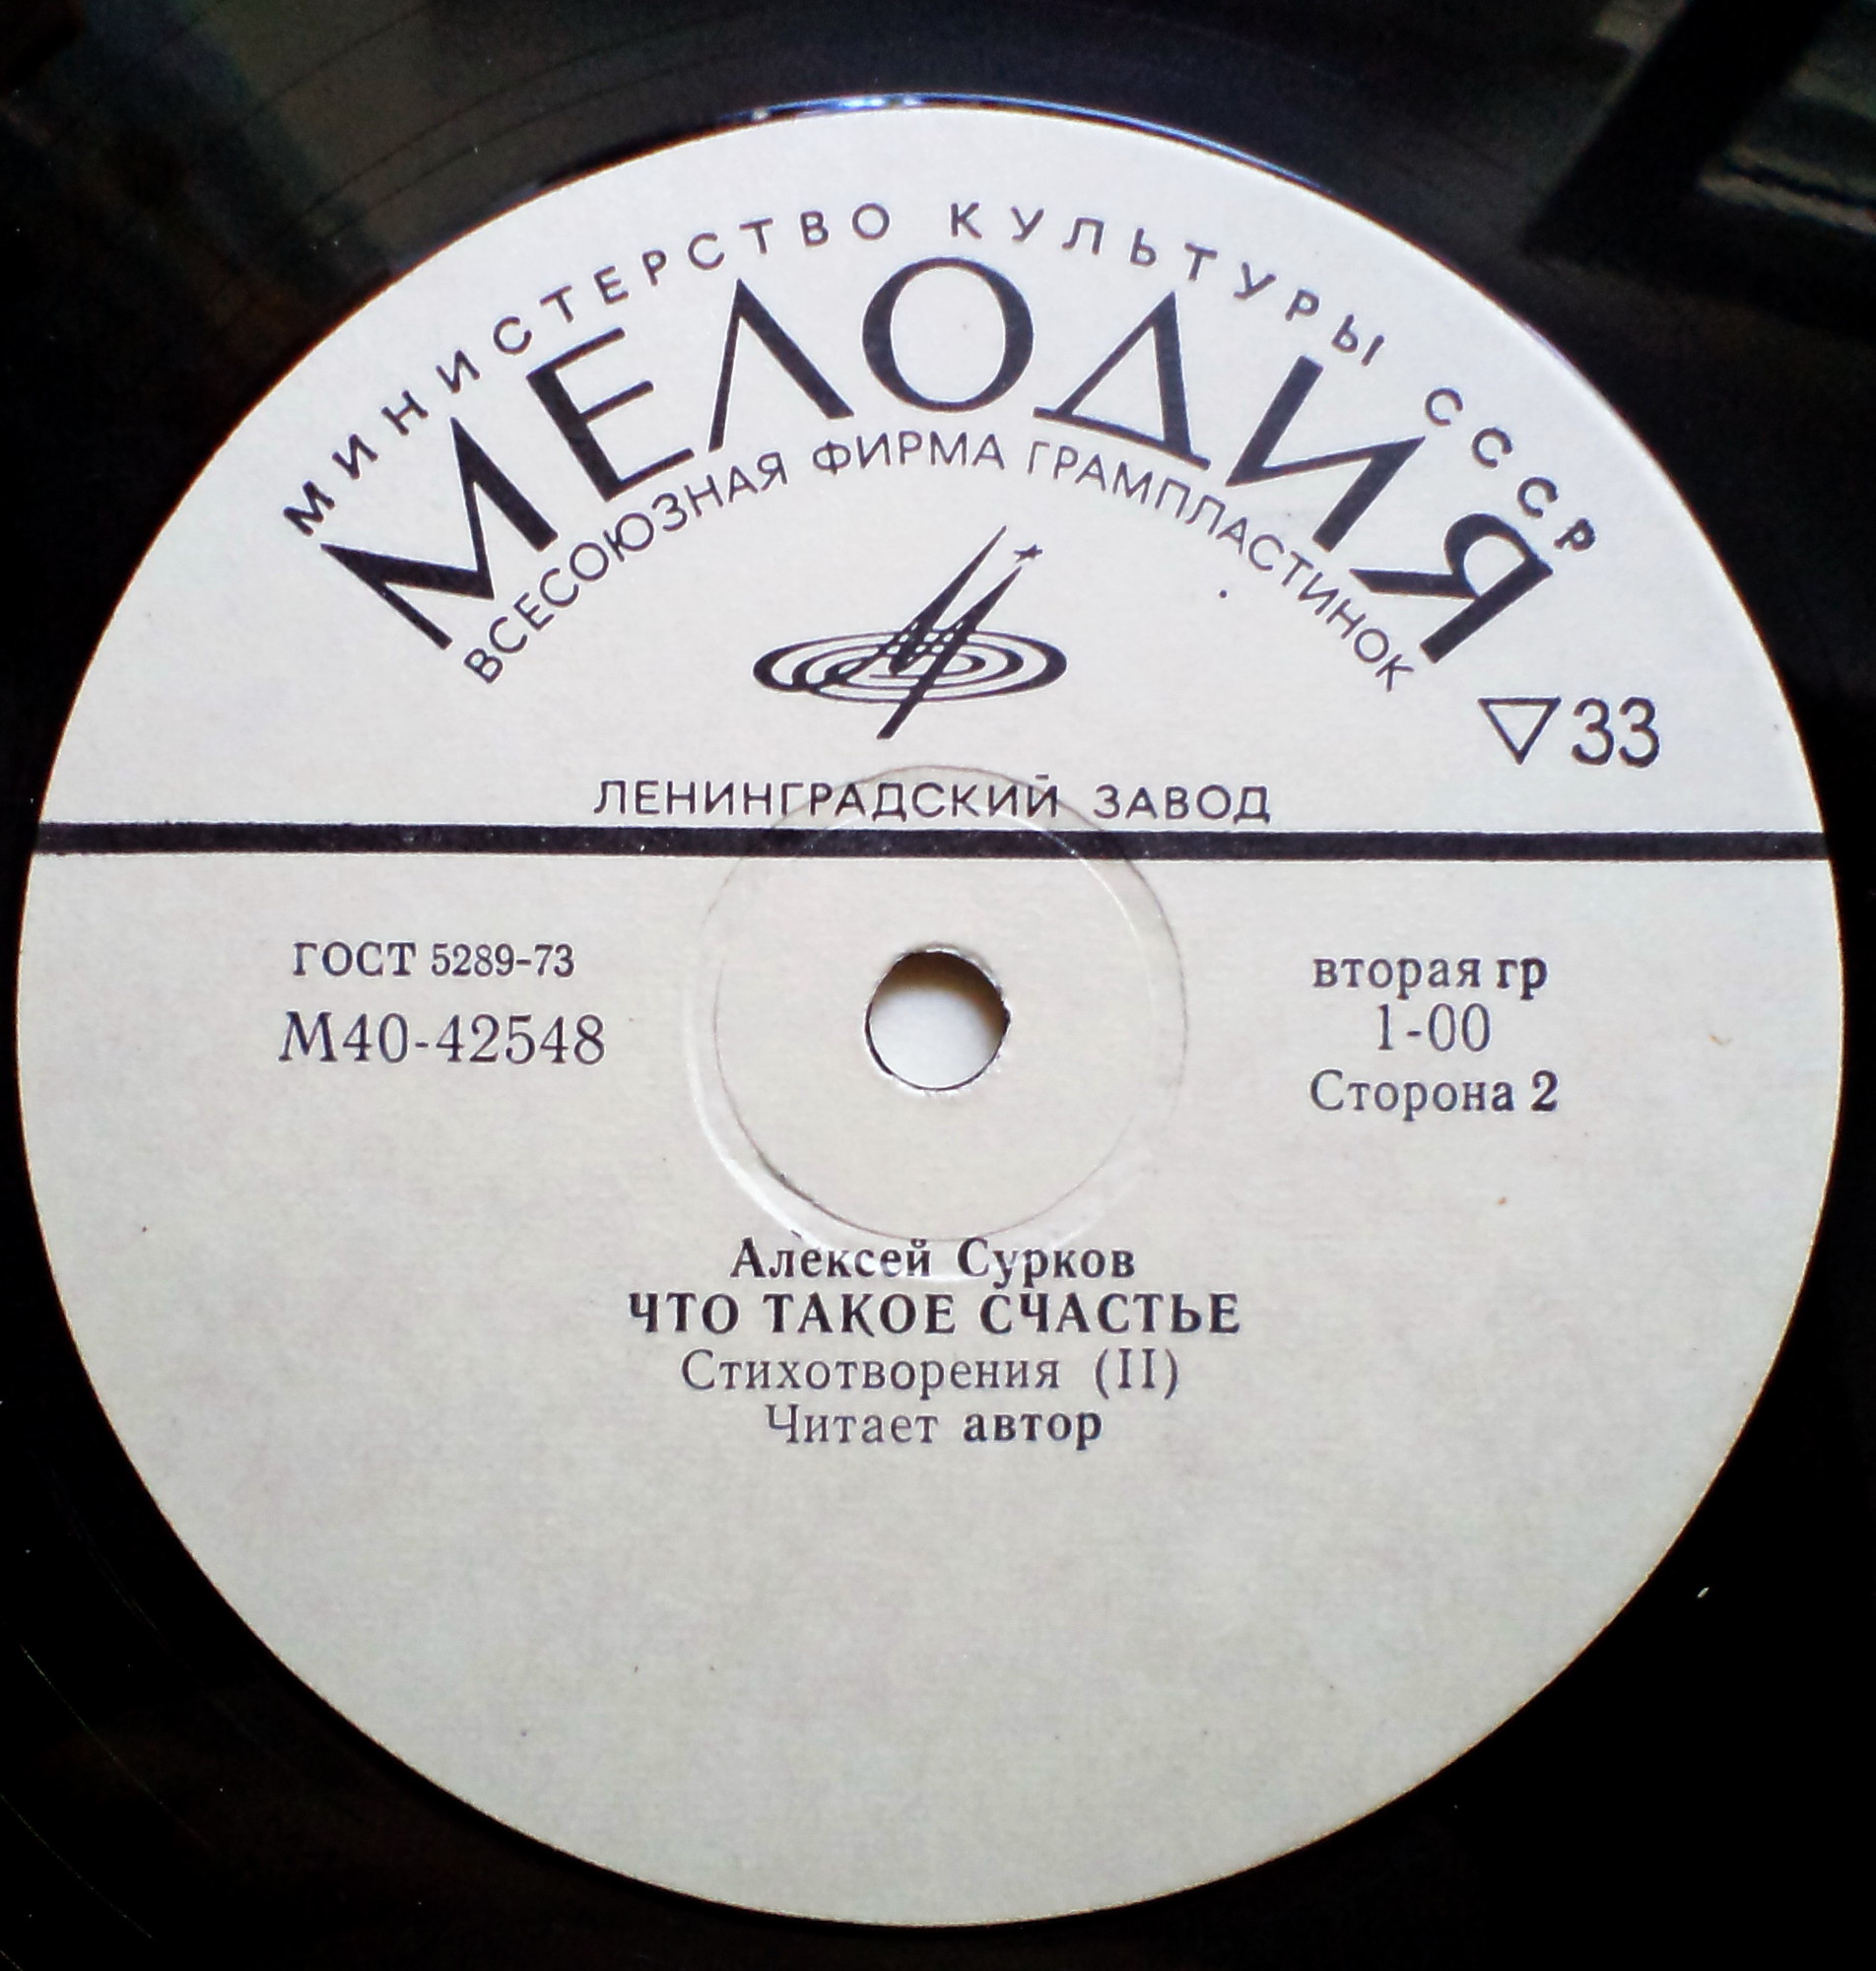 МИНИСТЕРСТВО КУЛЬТУРЫ СССР
МЕЛОДИЯ
ВСЕСОЮЗНАЯ ФИРМА ГРАМПЛАСТИНОК
▽33
ЛЕНИНГРАДСКИЙ ЗАВОД
ГОСТ 5289-73
М40-42548
вторая гр
1-00
Сторона 2
Алексей Сурков
ЧТО ТАКОЕ СЧАСТЬЕ
Стихотворения (II)
Читает автор